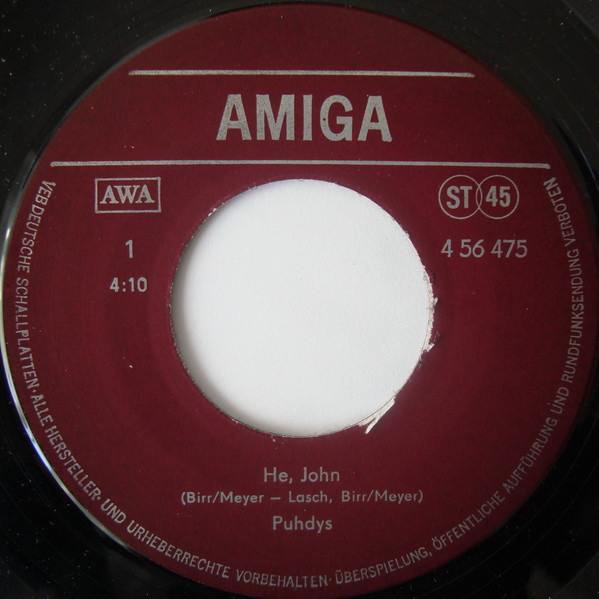 AMIGA
AWA
ST 45
1
4 56 475
4:10
He, John
(Birr/Meyer – Lasch, Birr/Meyer)
Puhdys
VEB DEUTSCHE SCHALLPLATTEN · ALLE HERSTELLER- UND URHEBERRECHTE VORBEHALTEN · ÜBERSPIELUNG, ÖFFENTLICHE AUFFÜHRUNG UND RUNDFUNKSENDUNG VERBOTEN